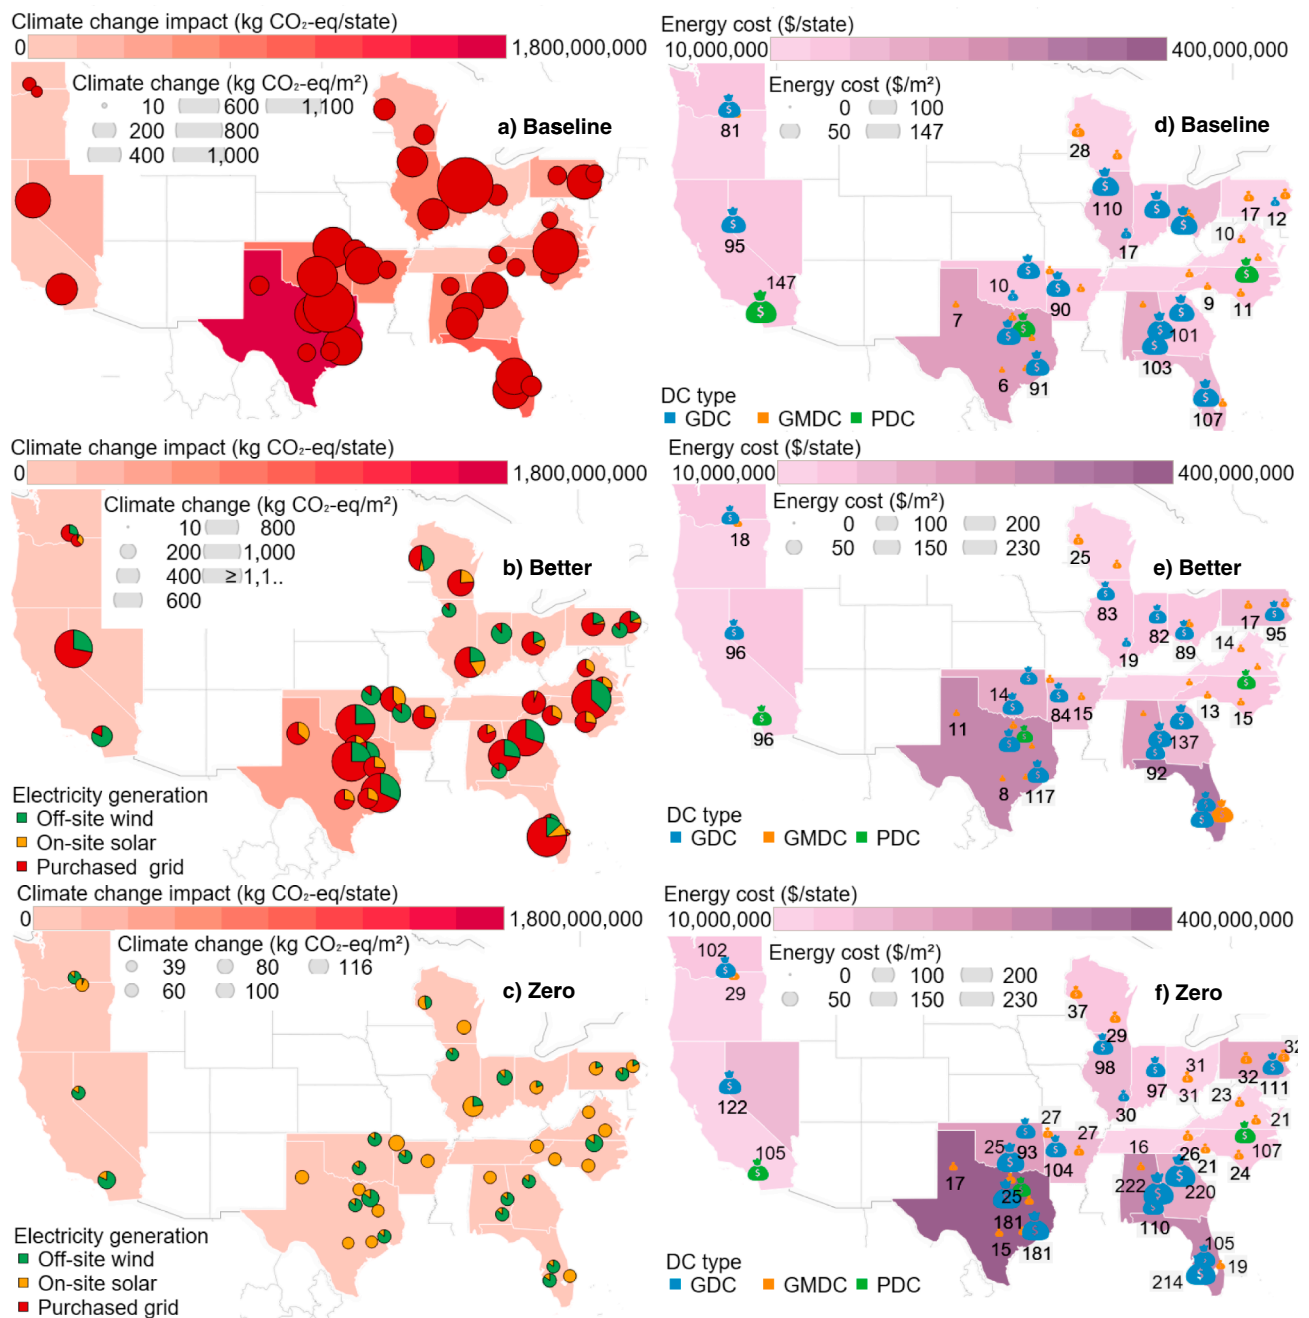 Climate change impact (kg CO₂-eq/state)
0 1,800,000,000
Climate change (kg CO₂-eq/m²)
10 600 1,100
200 800
400 1,000
a) Baseline
Energy cost ($/state)
10,000,000 400,000,000
Energy cost ($/m²)
0 100
50 147
d) Baseline
81
28
110
17
17
12
95
10
10
147
7
90
9
11
101
6
91
103
107
DC type
GDC GMDC PDC
Climate change impact (kg CO₂-eq/state)
0 1,800,000,000
Climate change (kg CO₂-eq/m²)
10 800
200 1,000
400 ≥ 1,1..
600
b) Better
Electricity generation
Off-site wind
On-site solar
Purchased grid
Energy cost ($/state)
10,000,000 400,000,000
Energy cost ($/m²)
0 100 200
50 150 230
e) Better
18
25
83
82
17
95
96
19
89
14
14
84
15
13
15
96
11
137
8
117
92
DC type
GDC GMDC PDC
Climate change impact (kg CO₂-eq/state)
0 1,800,000,000
Climate change (kg CO₂-eq/m²)
39 80 116
60 100
c) Zero
Electricity generation
Off-site wind
On-site solar
Purchased grid
Energy cost ($/state)
10,000,000 400,000,000
Energy cost ($/m²)
0 100 200
50 150 230
f) Zero
102
29
37
29
32
98
97
31
32
111
122
30
31
23
27
21
25
93
27
16
105
104
26
107
21
24
17
25
222
220
181
110
15
181
105
19
214
DC type
GDC GMDC PDC